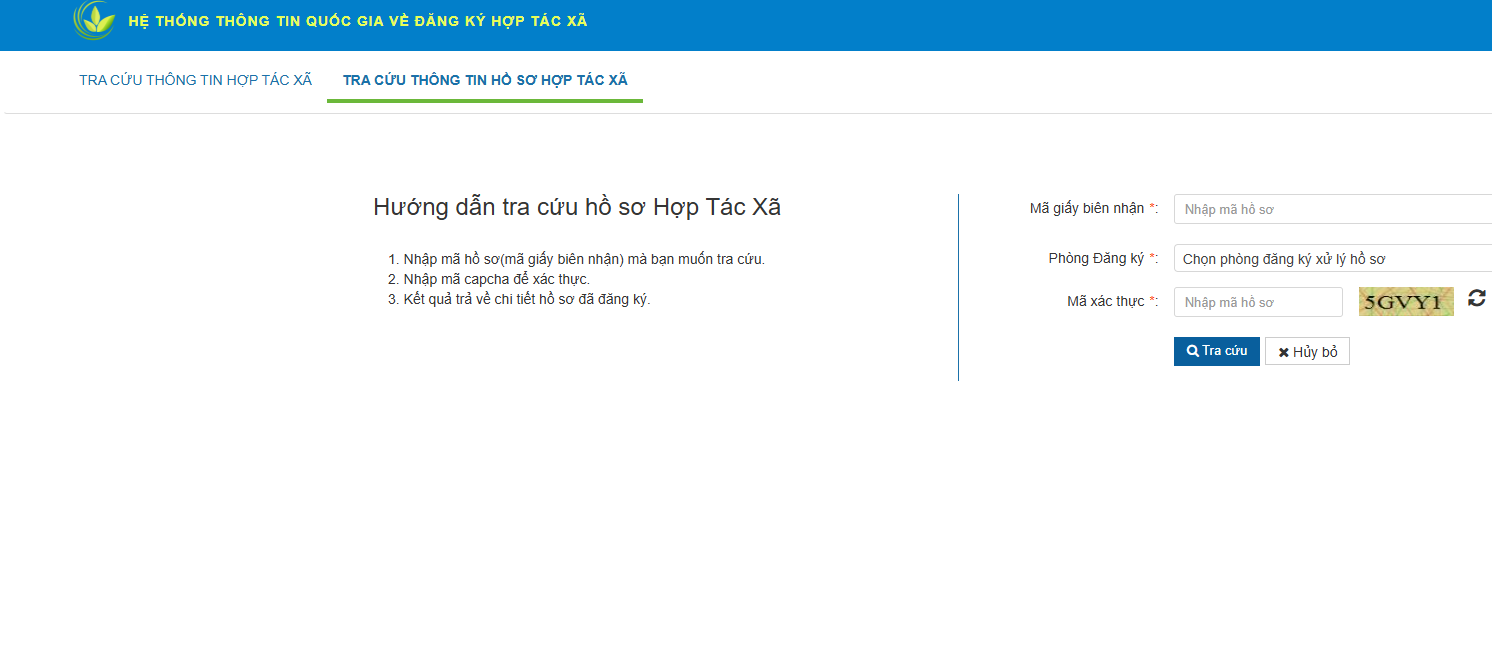 HỆ THỐNG THÔNG TIN QUỐC GIA VỀ ĐĂNG KÝ HỢP TÁC XÃ
TRA CỨU THÔNG TIN HỢP TÁC XÃ
TRA CỨU THÔNG TIN HỒ SƠ HỢP TÁC XÃ
Hướng dẫn tra cứu hồ sơ Hợp Tác Xã
1. Nhập mã hồ sơ(mã giấy biên nhận) mà bạn muốn tra cứu.
2. Nhập mã capcha để xác thực.
3. Kết quả trả về chi tiết hồ sơ đã đăng ký.
Mã giấy biên nhận *: Nhập mã hồ sơ
Phòng Đăng ký *: Chọn phòng đăng ký xử lý hồ sơ
Mã xác thực *: Nhập mã hồ sơ 5GVY1
Tra cứu Hủy bỏ